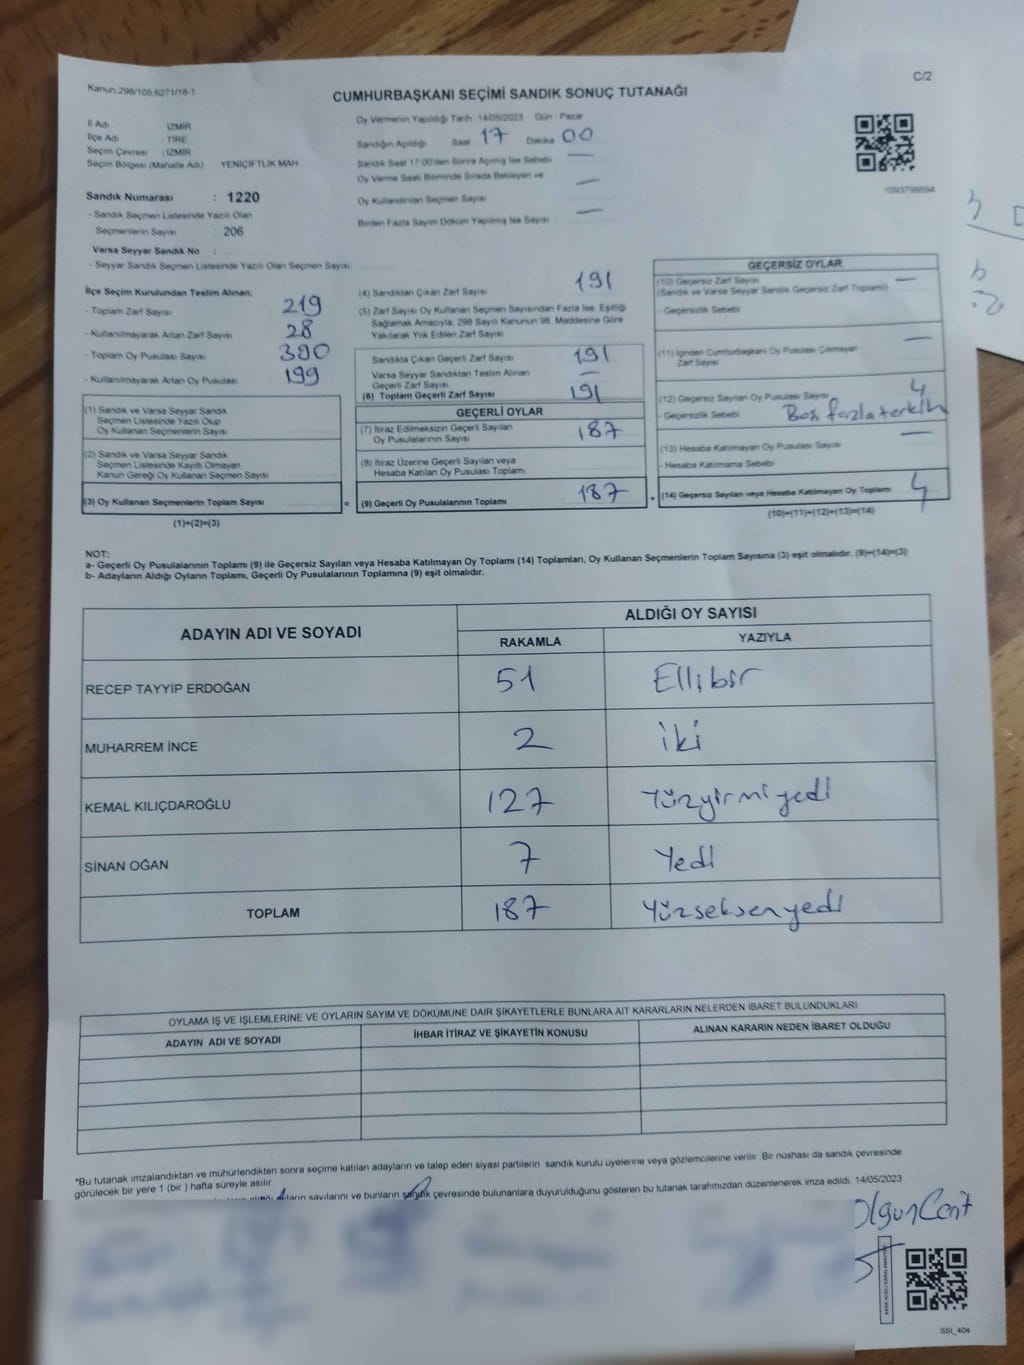 C/2
Kanun.298/105,6271/18-1
CUMHURBAŞKANI SEÇİMİ SANDIK SONUÇ TUTANAĞI
İl Adı İZMİR
İlçe Adı TİRE
Seçim Çevresi : İZMİR
Seçim Bölgesi (Mahalle Adı) YENİÇİFTLİK MAH
Sandık Numarası : 1220
- Sandık Seçmen Listesinde Yazılı Olan
Seçmenlerin Sayısı : 206
Varsa Seyyar Sandık No :
- Seyyar Sandık Seçmen Listesinde Yazılı Olan Seçmen Sayısı
Oy Vermenin Yapıldığı Tarih : 14/05/2023 Gün : Pazar
Sandığın Açıldığı Saat 17 Dakika 00
Sandık Saat 17:00'den Sonra Açılmış İse Sebebi —
Oy Verme Saati Bitiminde Sırada Bekleyen ve
Oy Kullandırılan Seçmen Sayısı —
Birden Fazla Sayım Döküm Yapılmış İse Sayısı —
1093799594
İlçe Seçim Kurulundan Teslim Alınan;
- Toplam Zarf Sayısı 219
- Kullanılmayarak Artan Zarf Sayısı 28
- Toplam Oy Pusulası Sayısı 390
- Kullanılmayarak Artan Oy Pusulası 199
(1) Sandık ve Varsa Seyyar Sandık
Seçmen Listesinde Yazılı Olup
Oy Kullanan Seçmenlerin Sayısı
(2) Sandık ve Varsa Seyyar Sandık
Seçmen Listesinde Kayıtlı Olmayan
Kanun Gereği Oy Kullanan Seçmen Sayısı
(3) Oy Kullanan Seçmenlerin Toplam Sayısı =
(1)+(2)=(3)
(4) Sandıktan Çıkan Zarf Sayısı 191
(5) Zarf Sayısı Oy Kullanan Seçmen Sayısından Fazla İse, Eşitliği
Sağlamak Amacıyla, 298 Sayılı Kanunun 98. Maddesine Göre
Yakılarak Yok Edilen Zarf Sayısı
Sandıkta Çıkan Geçerli Zarf Sayısı 191
Varsa Seyyar Sandıktan Teslim Alınan
Geçerli Zarf Sayısı —
(6) Toplam Geçerli Zarf Sayısı 191
GEÇERLİ OYLAR
(7) İtiraz Edilmeksizin Geçerli Sayılan
Oy Pusulalarının Sayısı 187
(8) İtiraz Üzerine Geçerli Sayılan veya
Hesaba Katılan Oy Pusulası Toplamı
(9) Geçerli Oy Pusulalarının Toplamı 187 +
GEÇERSİZ OYLAR
(10) Geçersiz Zarf Sayısı —
(Sandık ve Varsa Seyyar Sandık Geçersiz Zarf Toplamı)
- Geçersizlik Sebebi
(11) İçinden Cumhurbaşkanı Oy Pusulası Çıkmayan
Zarf Sayısı —
(12) Geçersiz Sayılan Oy Pusulası Sayısı 4
- Geçersizlik Sebebi Boş fazla tercih
(13) Hesaba Katılmayan Oy Pusulası Sayısı —
- Hesaba Katılmama Sebebi
(14) Geçersiz Sayılan veya Hesaba Katılmayan Oy Toplamı 4
(10)+(11)+(12)+(13)=(14)
NOT:
a- Geçerli Oy Pusulalarının Toplamı (9) ile Geçersiz Sayılan veya Hesaba Katılmayan Oy Toplamı (14) Toplamları, Oy Kullanan Seçmenlerin Toplam Sayısına (3) eşit olmalıdır. (9)+(14)=(3)
b- Adayların Aldığı Oyların Toplamı, Geçerli Oy Pusulalarının Toplamına (9) eşit olmalıdır.
ADAYIN ADI VE SOYADI ALDIĞI OY SAYISI
RAKAMLA YAZIYLA
RECEP TAYYİP ERDOĞAN 51 Ellibir
MUHARREM İNCE 2 iki
KEMAL KILIÇDAROĞLU 127 Yüzyirmiyedi
SİNAN OĞAN 7 Yedi
TOPLAM 187 Yüzseksenyedi
OYLAMA İŞ VE İŞLEMLERİNE VE OYLARIN SAYIM VE DÖKÜMÜNE DAİR ŞİKAYETLERLE BUNLARA AİT KARARLARIN NELERDEN İBARET BULUNDUKLARI
ADAYIN ADI VE SOYADI İHBAR İTİRAZ VE ŞİKAYETİN KONUSU ALINAN KARARIN NEDEN İBARET OLDUĞU
*Bu tutanak imzalandıktan ve mühürlendikten sonra seçime katılan adayların ve talep eden siyasi partilerin sandık kurulu üyelerine veya gözlemcilerine verilir. Bir nüshası da sandık çevresinde
görülecek bir yere 1 (bir ) hafta süreyle asılır.
sayılarını ve bunların sandık çevresinde bulunanlara duyurulduğunu gösteren bu tutanak tarafımızdan düzenlenerek imza edildi. 14/05/2023
Olgun Cent
SSI_404